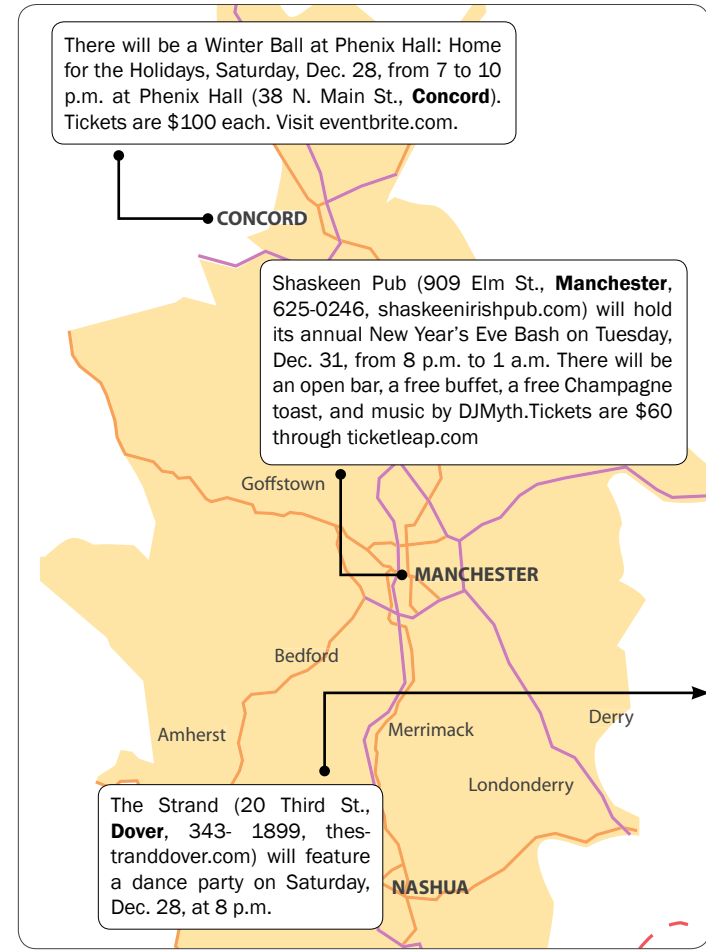 There will be a Winter Ball at Phenix Hall: Home
for the Holidays, Saturday, Dec. 28, from 7 to 10
p.m. at Phenix Hall (38 N. Main St., Concord).
Tickets are $100 each. Visit eventbrite.com.
CONCORD
Shaskeen Pub (909 Elm St., Manchester,
625-0246, shaskeenirishpub.com) will hold
its annual New Year’s Eve Bash on Tuesday,
Dec. 31, from 8 p.m. to 1 a.m. There will be
an open bar, a free buffet, a free Champagne
toast, and music by DJMyth.Tickets are $60
through ticketleap.com
Goffstown
MANCHESTER
Bedford
Amherst
Merrimack
Derry
Londonderry
The Strand (20 Third St.,
Dover, 343- 1899, thes-
tranddover.com) will feature
a dance party on Saturday,
Dec. 28, at 8 p.m.
NASHUA